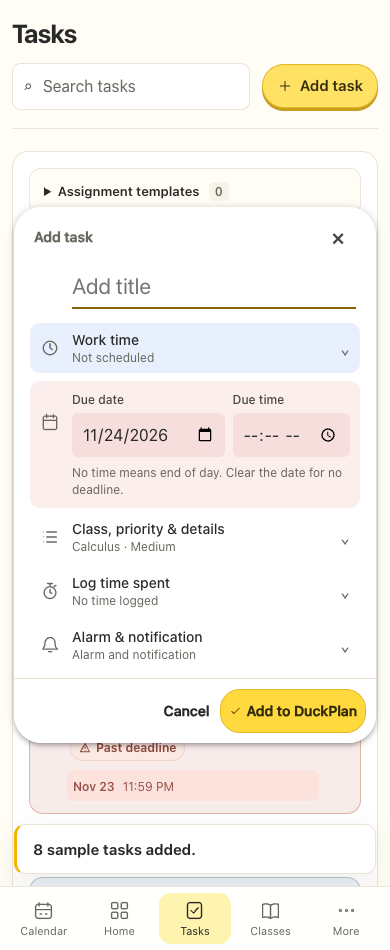 Tasks
Search tasks
+ Add task
Assignment templates 0
Add task
Add title
Work time
Not scheduled
Due date Due time
11/24/2026 --:-- --
No time means end of day. Clear the date for no
deadline.
Class, priority & details
Calculus · Medium
Log time spent
No time logged
Alarm & notification
Alarm and notification
Cancel Add to DuckPlan
Past deadline
Nov 23 11:59 PM
8 sample tasks added.
Calendar Home Tasks Classes More